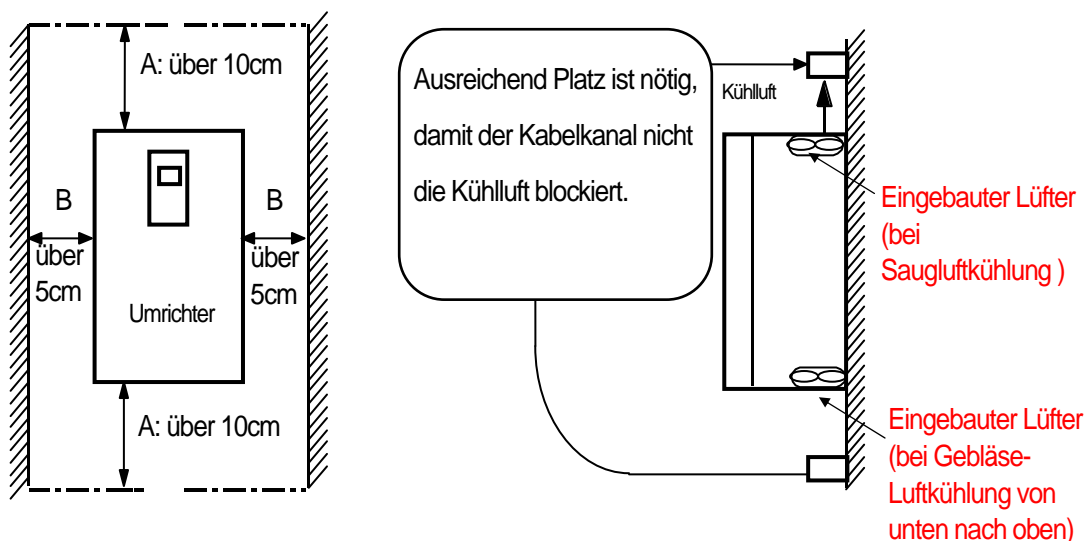 A: über 10cm
B
über
5cm
B
über
5cm
Umrichter
A: über 10cm
Ausreichend Platz ist nötig,
damit der Kabelkanal nicht
die Kühlluft blockiert.
Kühlluft
Eingebauter Lüfter
(bei
Saugluftkühlung )
Eingebauter Lüfter
(bei Gebläse-
Luftkühlung von
unten nach oben)